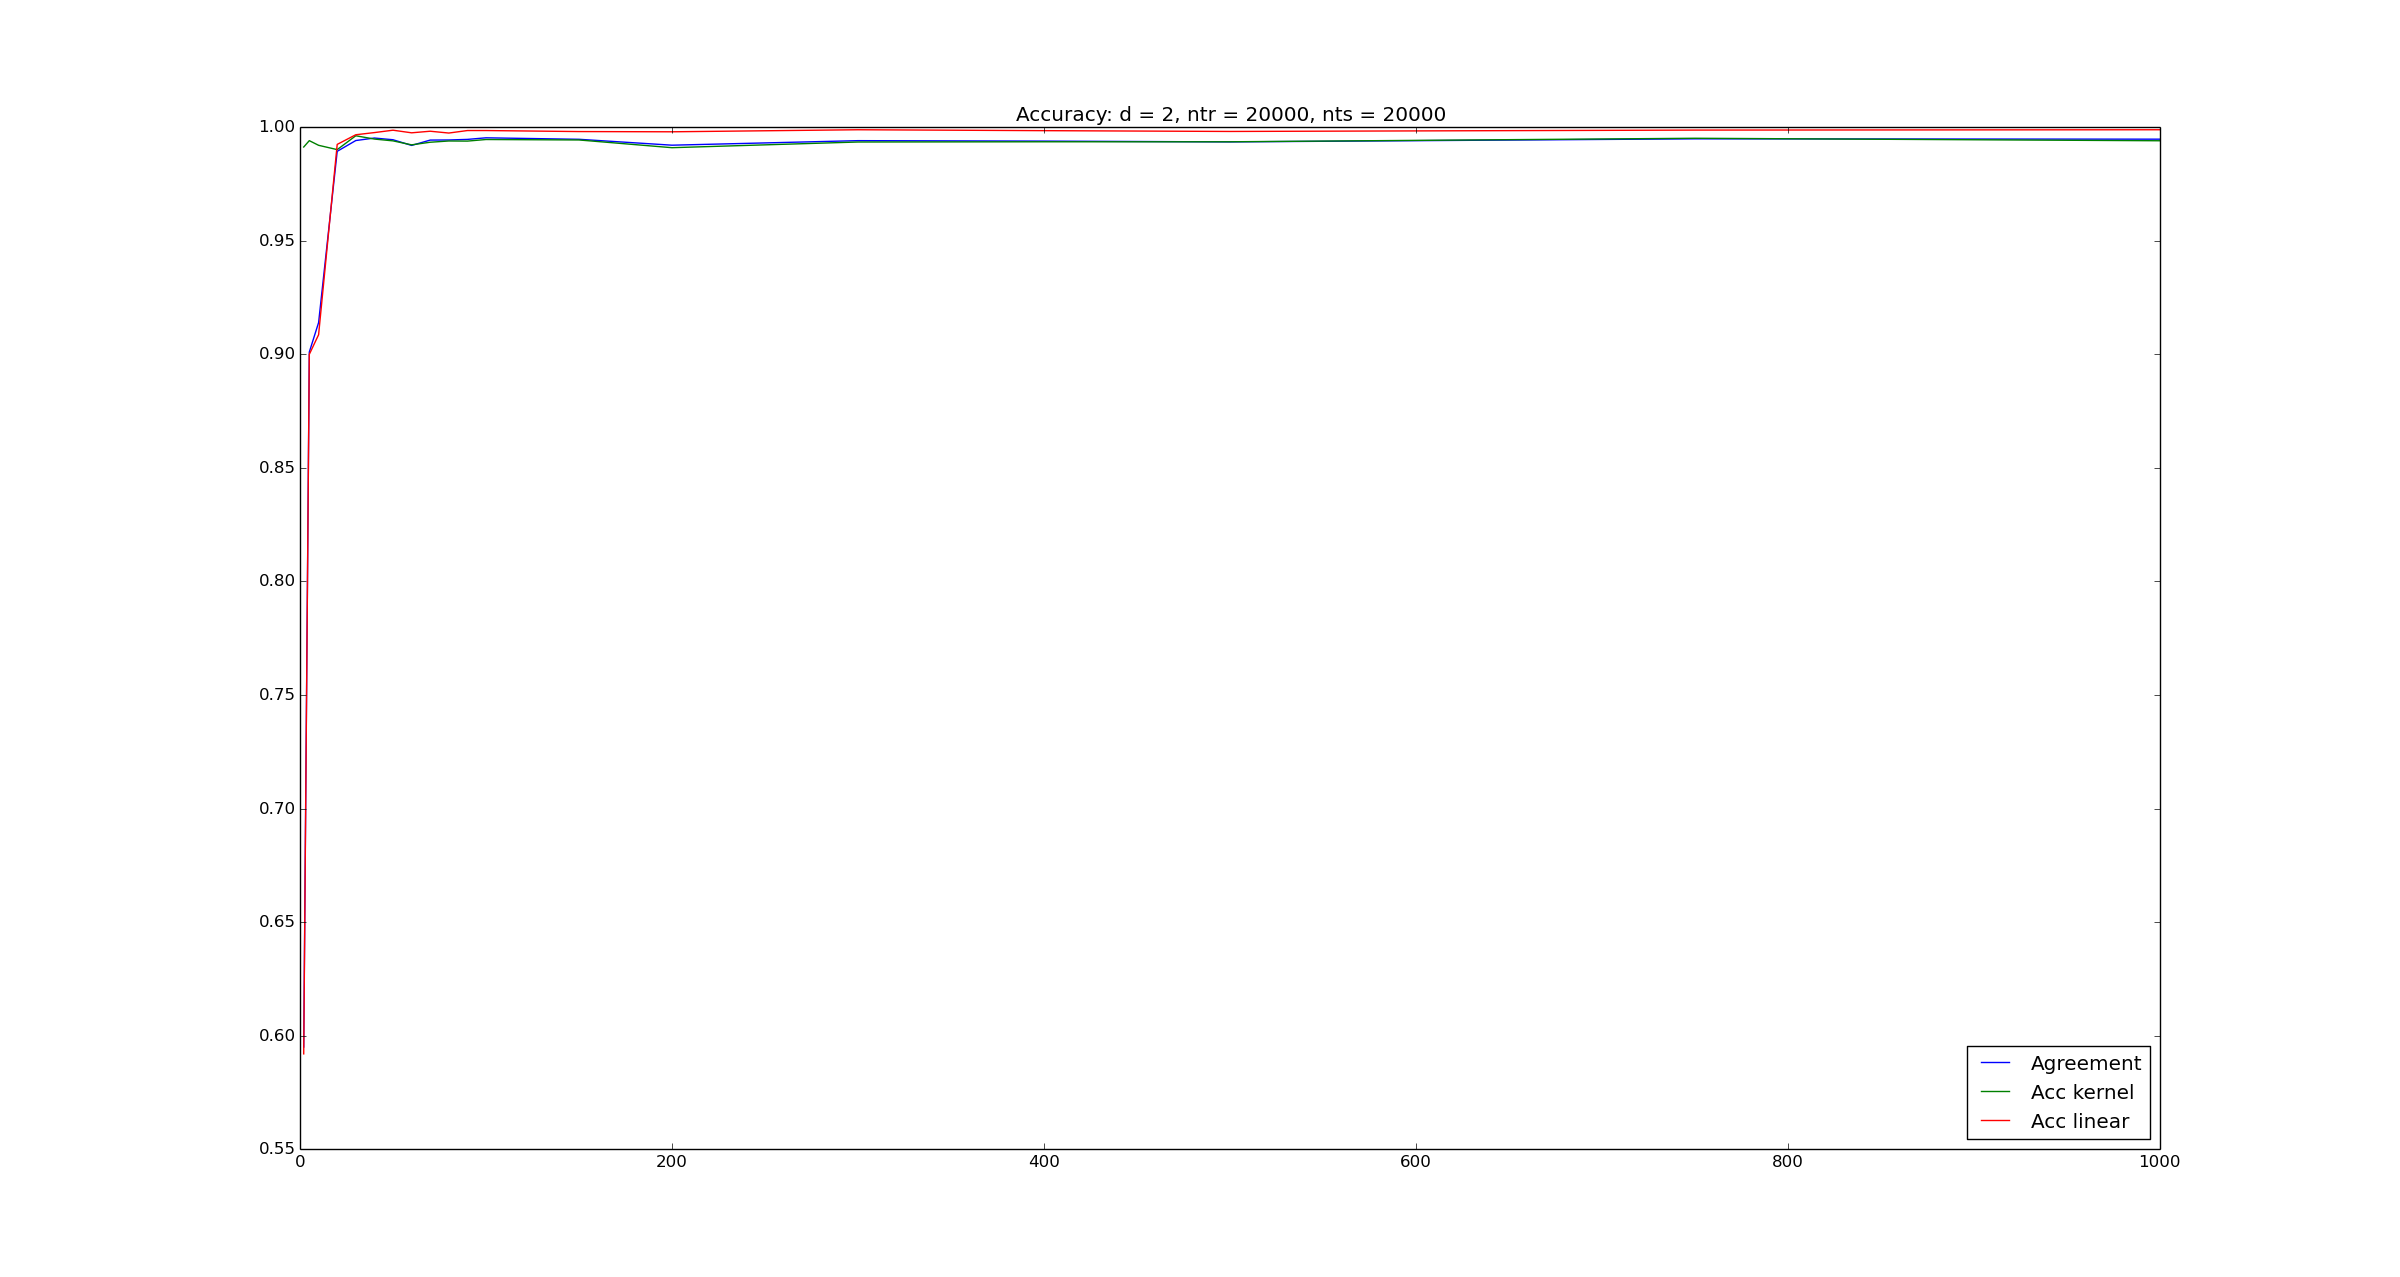 Accuracy: d = 2, ntr = 20000, nts = 20000
1.00
0.95
0.90
0.85
0.80
0.75
0.70
0.65
0.60
0.55
0 200 400 600 800 1000
Agreement
Acc kernel
Acc linear